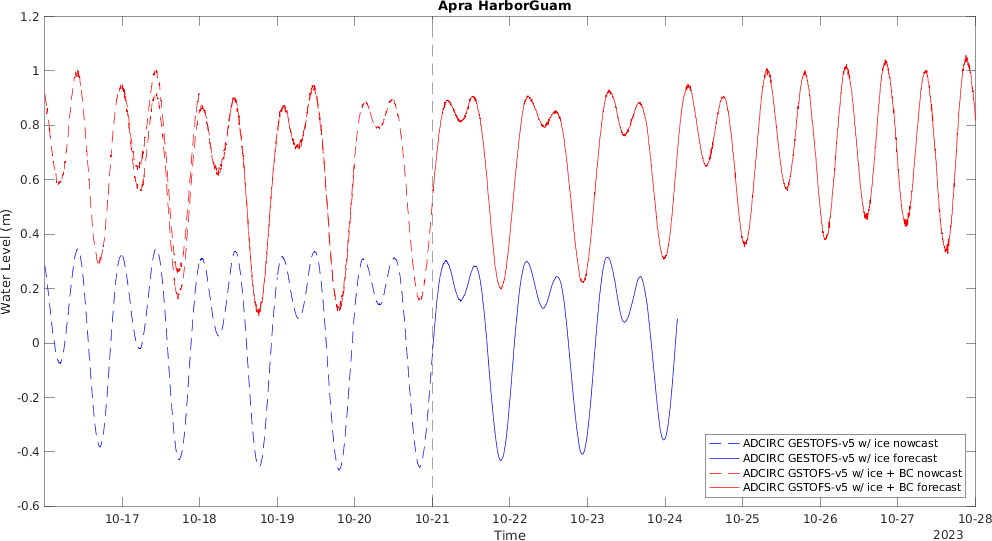 Apra HarborGuam
1.2
1
0.8
0.6
0.4
0.2
0
-0.2
-0.4
-0.6
Water Level (m)
10-17 10-18 10-19 10-20 10-21 10-22 10-23 10-24 10-25 10-26 10-27 10-28
Time
2023
ADCIRC GESTOFS-v5 w/ ice nowcast
ADCIRC GESTOFS-v5 w/ ice forecast
ADCIRC GSTOFS-v5 w/ ice + BC nowcast
ADCIRC GSTOFS-v5 w/ ice + BC forecast